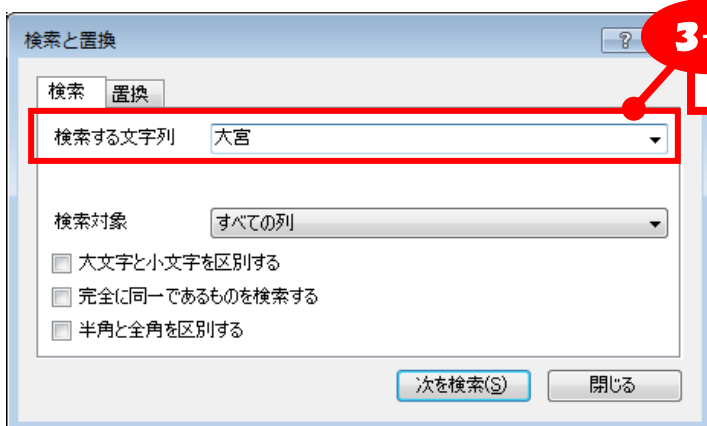 検索と置換
3-
検索 置換
検索する文字列 大宮
検索対象 すべての列
大文字と小文字を区別する
完全に同一であるものを検索する
半角と全角を区別する
次を検索(S) 閉じる